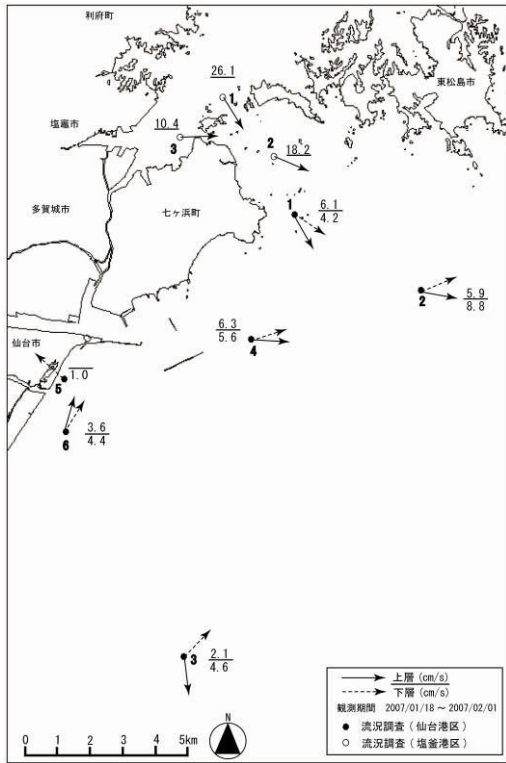 利府町
東松島市
26.1
1
塩竈市
10.4
3
2
18.2
多賀城市
七ヶ浜町
1
6.1
4.2
2
5.9
8.8
6.3
5.6
4
仙台市
5
1.0
6
3.6
4.4
3
2.1
4.6
上層(cm/s)
下層(cm/s)
観測期間 2007/01/18 ~ 2007/02/01
流況調査(仙台港区)
流況調査(塩釜港区)
N
0 1 2 3 4 5km